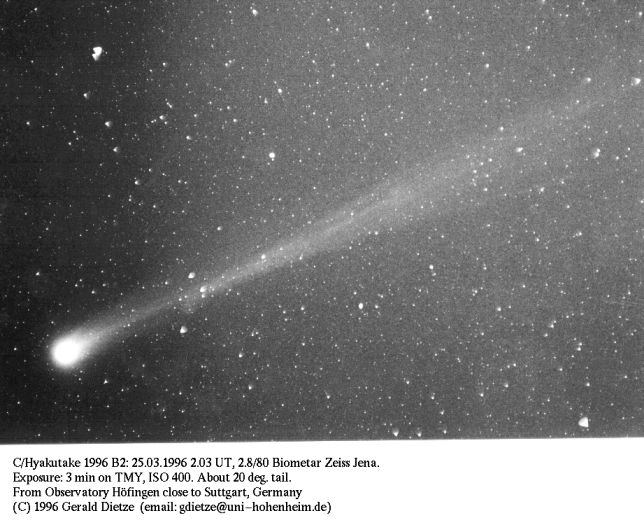 C/Hyakutake 1996 B2: 25.03.1996 2.03 UT, 2.8/80 Biometar Zeiss Jena.
Exposure: 3 min on TMY, ISO 400. About 20 deg. tail.
From Observatory Höfingen close to Suttgart, Germany
(C) 1996 Gerald Dietze (email: gdietze@uni-hohenheim.de)